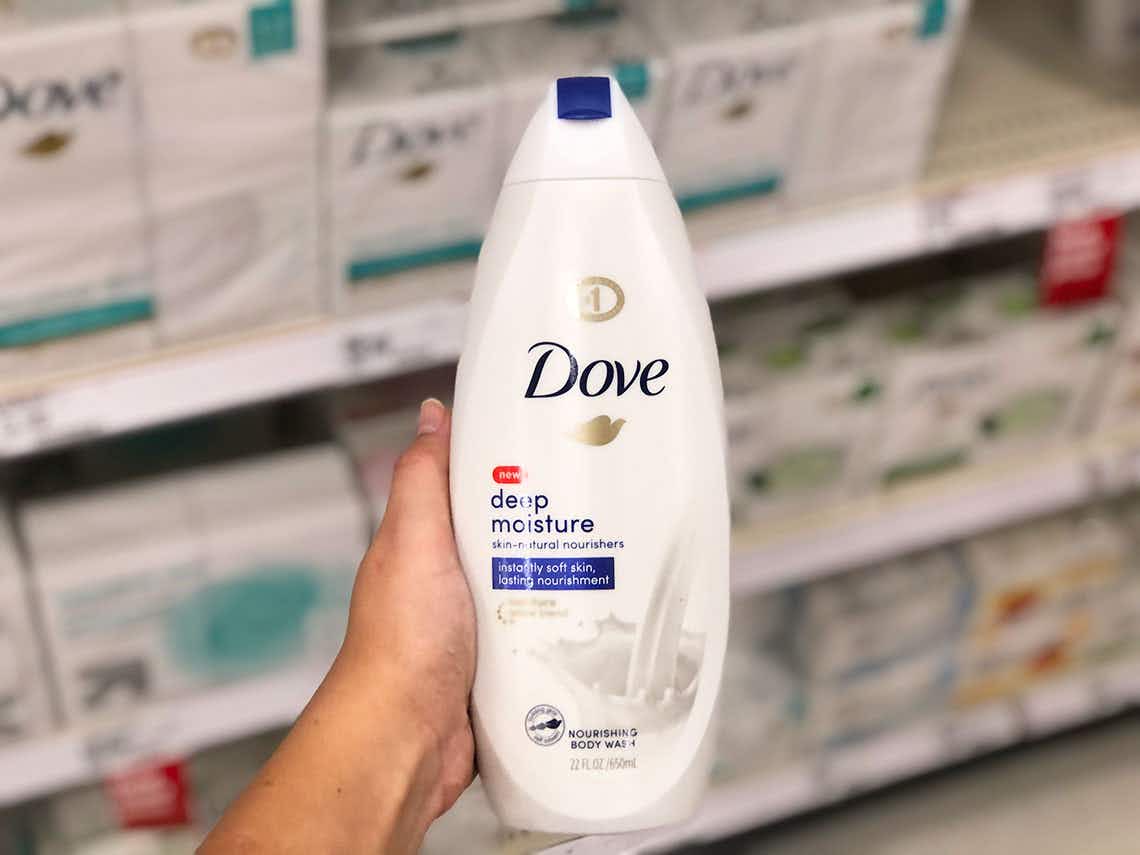 Dove
Dove
Dove
#1
Dove
new
deep
moisture
skin-natural nourishers
instantly soft skin,
lasting nourishment
NOURISHING
BODY WASH
22 FL OZ/650mL